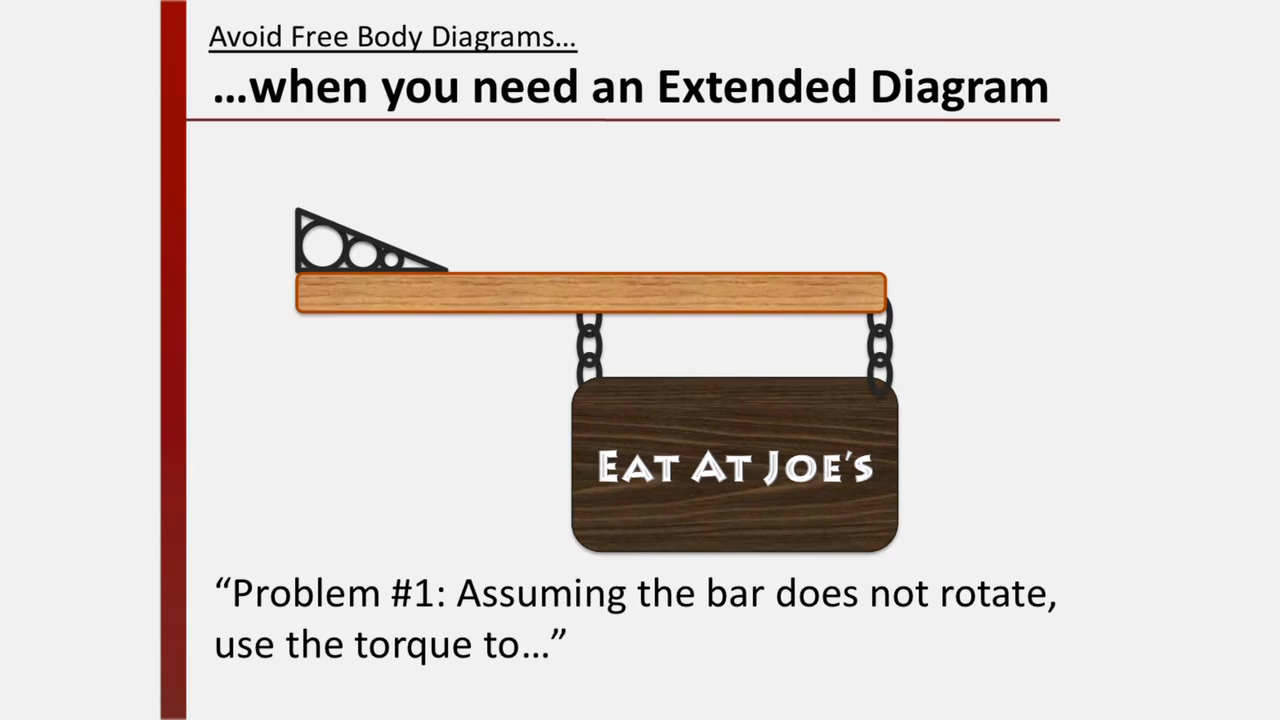 Avoid Free Body Diagrams…
…when you need an Extended Diagram
EAT AT JOE'S
“Problem #1: Assuming the bar does not rotate,
use the torque to…”